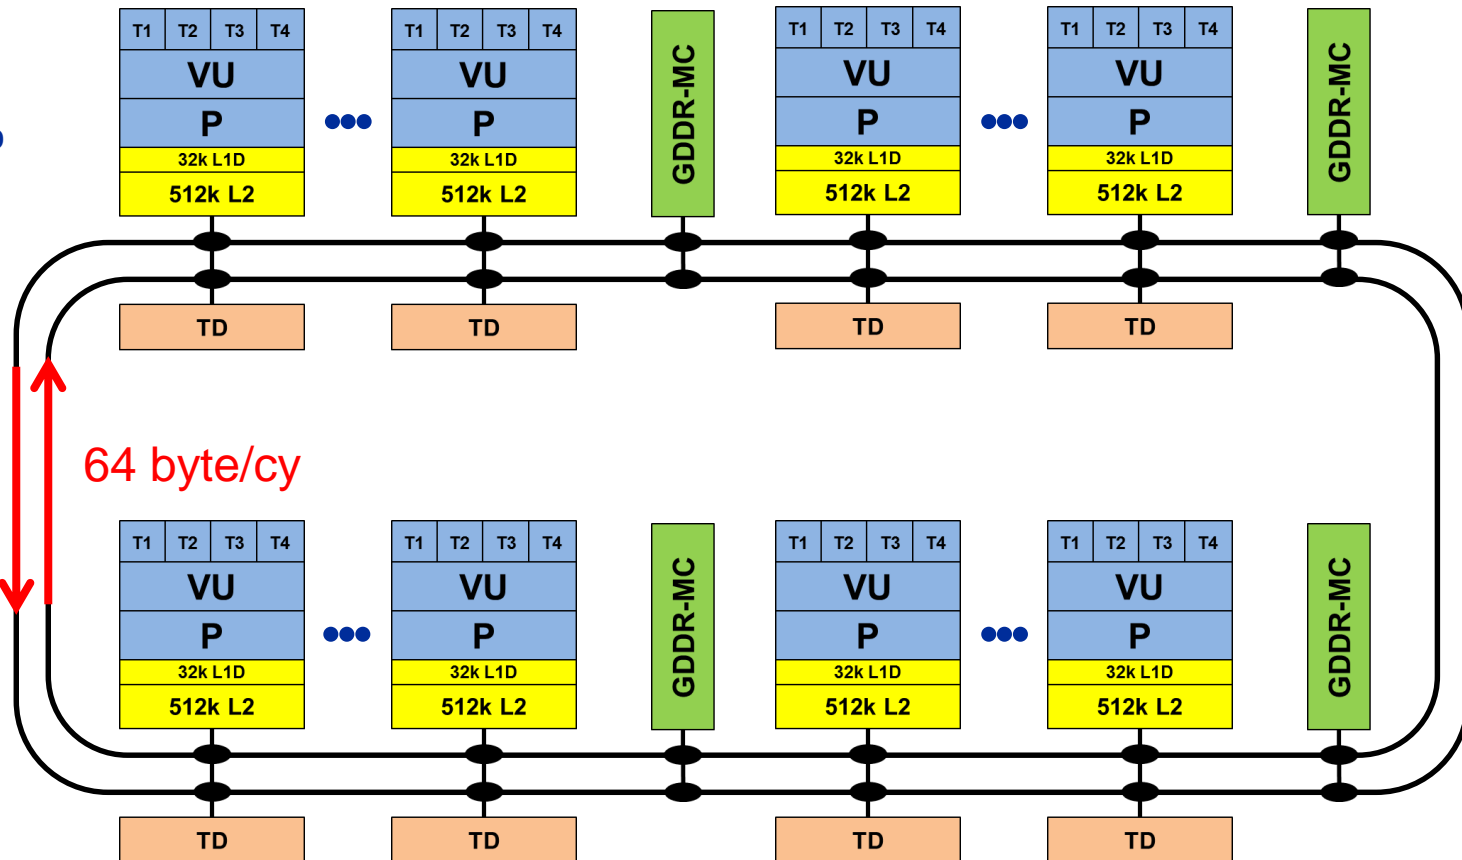 T1 T2 T3 T4 T1 T2 T3 T4 GDDR-MC T1 T2 T3 T4 T1 T2 T3 T4 GDDR-MC
VU VU VU VU
P P P P
32k L1D 32k L1D 32k L1D 32k L1D
512k L2 512k L2 512k L2 512k L2
TD TD TD TD
64 byte/cy
T1 T2 T3 T4 T1 T2 T3 T4 GDDR-MC T1 T2 T3 T4 T1 T2 T3 T4 GDDR-MC
VU VU VU VU
P P P P
32k L1D 32k L1D 32k L1D 32k L1D
512k L2 512k L2 512k L2 512k L2
TD TD TD TD